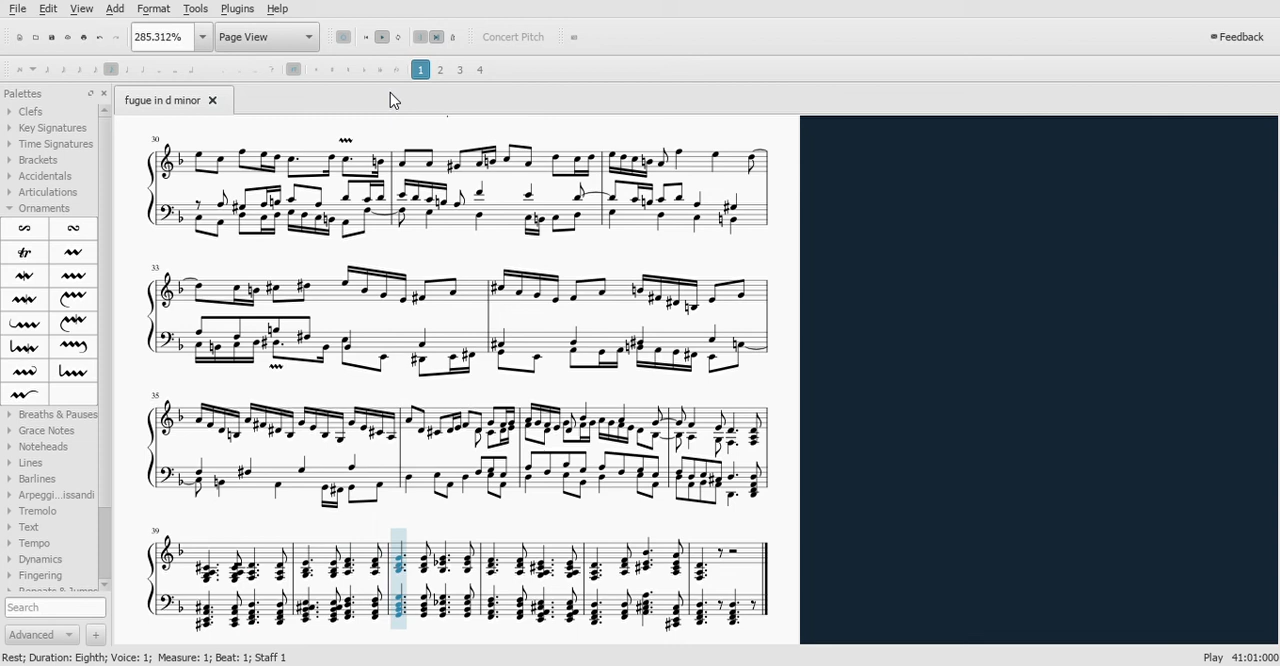 File Edit View Add Format Tools Plugins Help
285.312% Page View Concert Pitch Feedback
1 2 3 4
Palettes
fugue in d minor
Clefs
Key Signatures
Time Signatures
Brackets
Accidentals
Articulations
Ornaments
tr
Breaths & Pauses
Grace Notes
Noteheads
Lines
Barlines
Arpeggi...issandi
Tremolo
Text
Tempo
Dynamics
Fingering
Repeats & Jumps
Search
Advanced +
30
33
35
39
Rest; Duration: Eighth; Voice: 1; Measure: 1; Beat: 1; Staff 1 Play 41:01:000